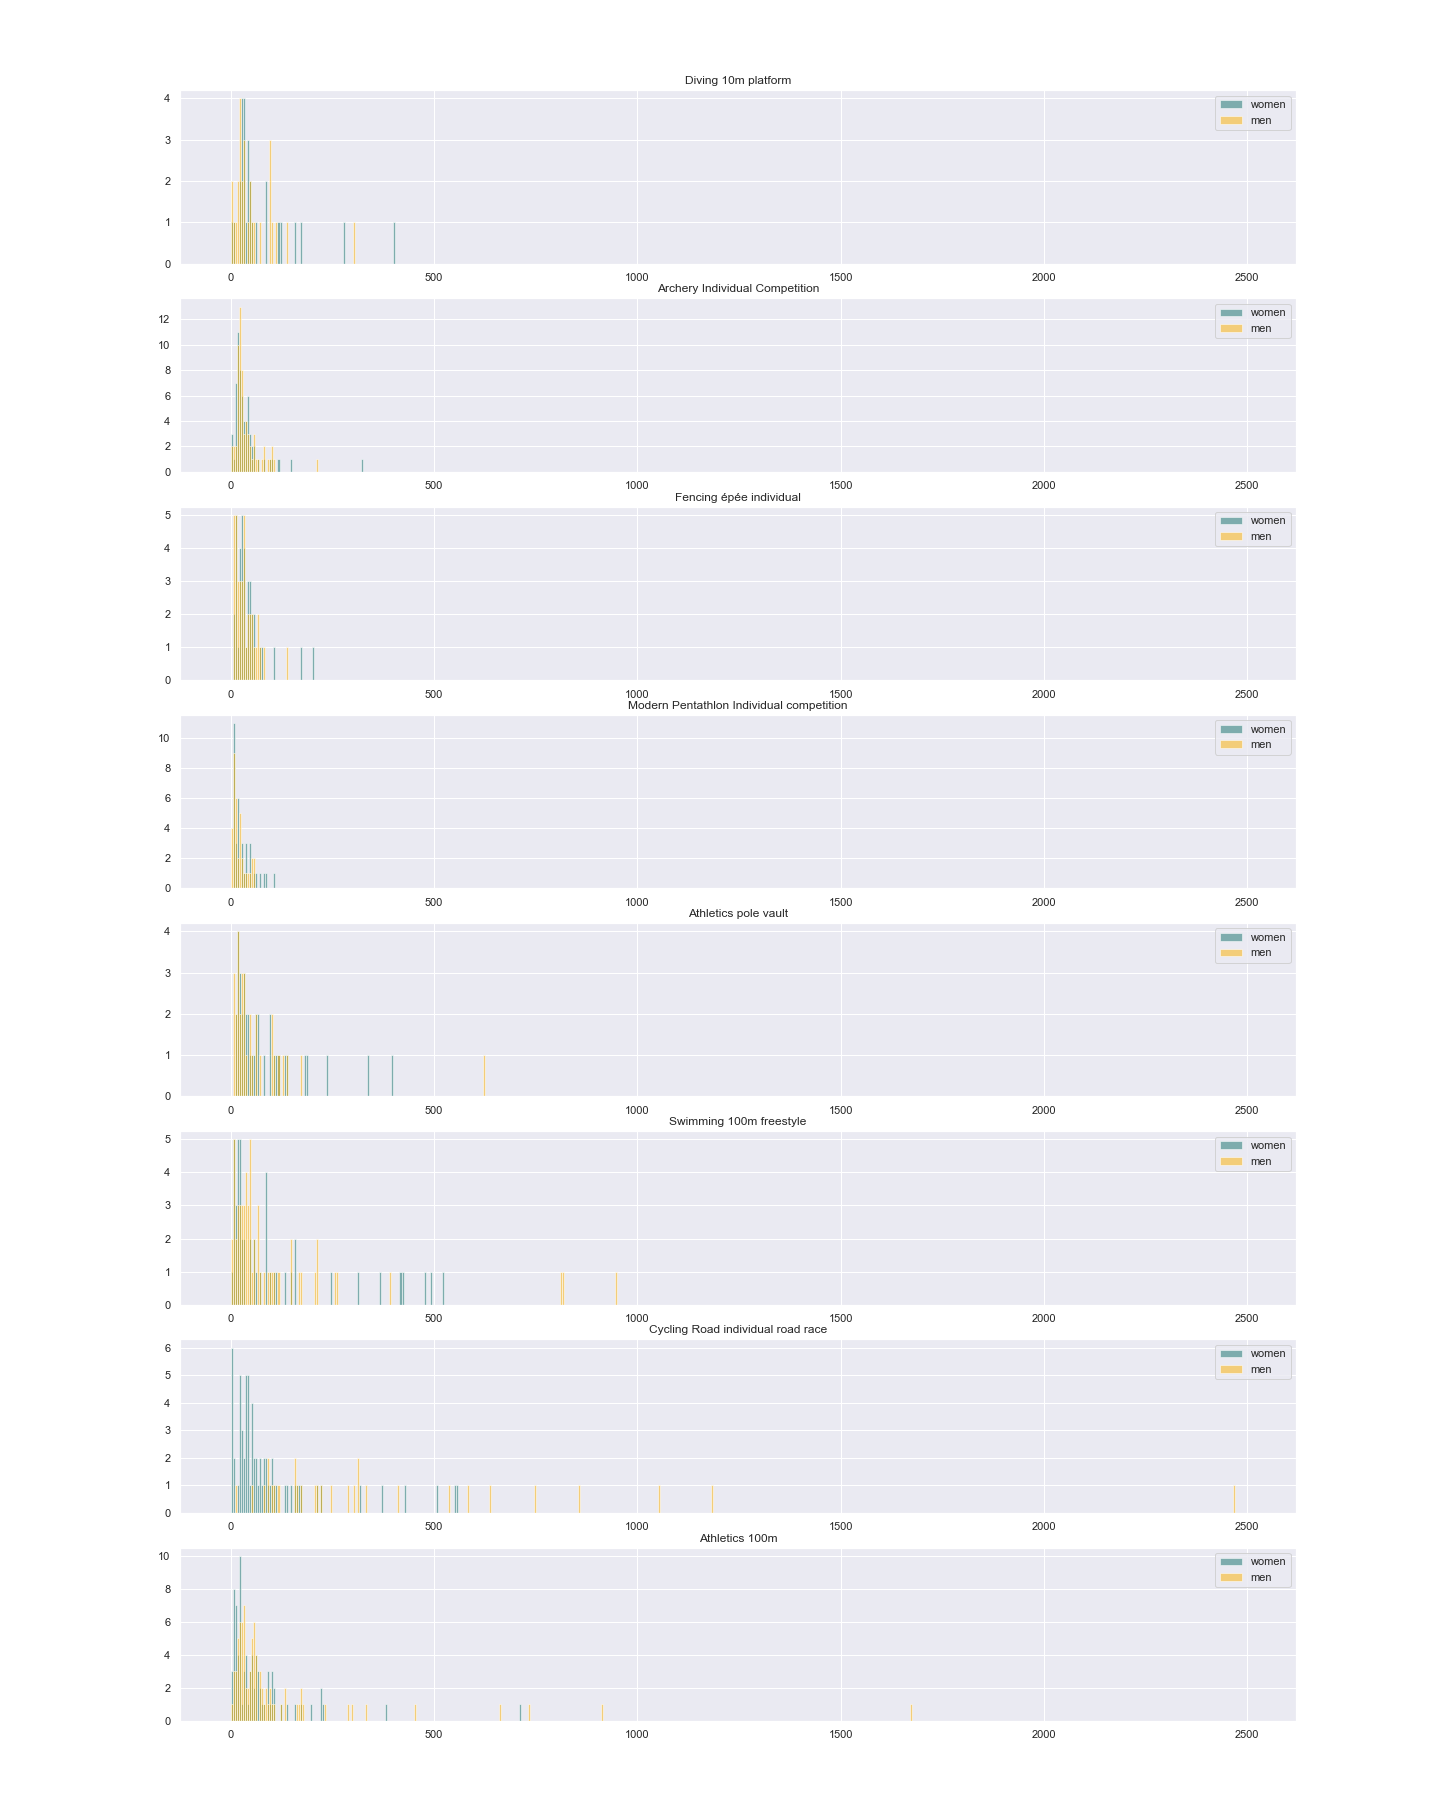 Diving 10m platform
4
3
2
1
0
women
men
0 500 1000 1500 2000 2500
Archery Individual Competition
12
10
8
6
4
2
0
women
men
0 500 1000 1500 2000 2500
Fencing épée individual
5
4
3
2
1
0
women
men
0 500 1000 1500 2000 2500
Modern Pentathlon Individual competition
10
8
6
4
2
0
women
men
0 500 1000 1500 2000 2500
Athletics pole vault
4
3
2
1
0
women
men
0 500 1000 1500 2000 2500
Swimming 100m freestyle
5
4
3
2
1
0
women
men
0 500 1000 1500 2000 2500
Cycling Road individual road race
6
5
4
3
2
1
0
women
men
0 500 1000 1500 2000 2500
Athletics 100m
10
8
6
4
2
0
women
men
0 500 1000 1500 2000 2500